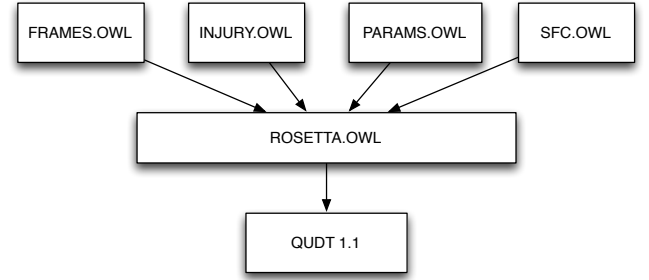 FRAMES.OWL
INJURY.OWL
PARAMS.OWL
SFC.OWL
ROSETTA.OWL
QUDT 1.1